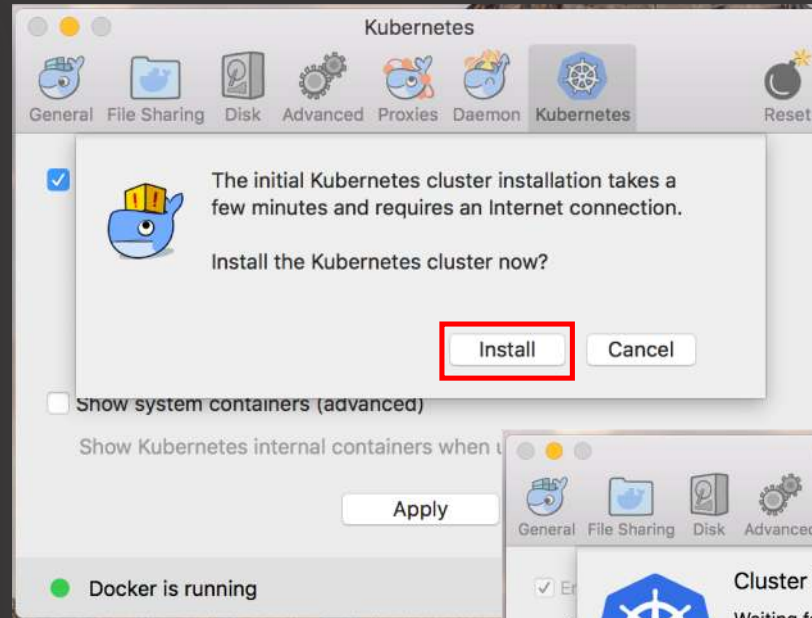 Kubernetes
General File Sharing Disk Advanced Proxies Daemon Kubernetes Reset
The initial Kubernetes cluster installation takes a
few minutes and requires an Internet connection.
Install the Kubernetes cluster now?
Install Cancel
Show system containers (advanced)
Show Kubernetes internal containers when
Apply
Docker is running
General File Sharing Disk Advanced
Cluster
Waiting